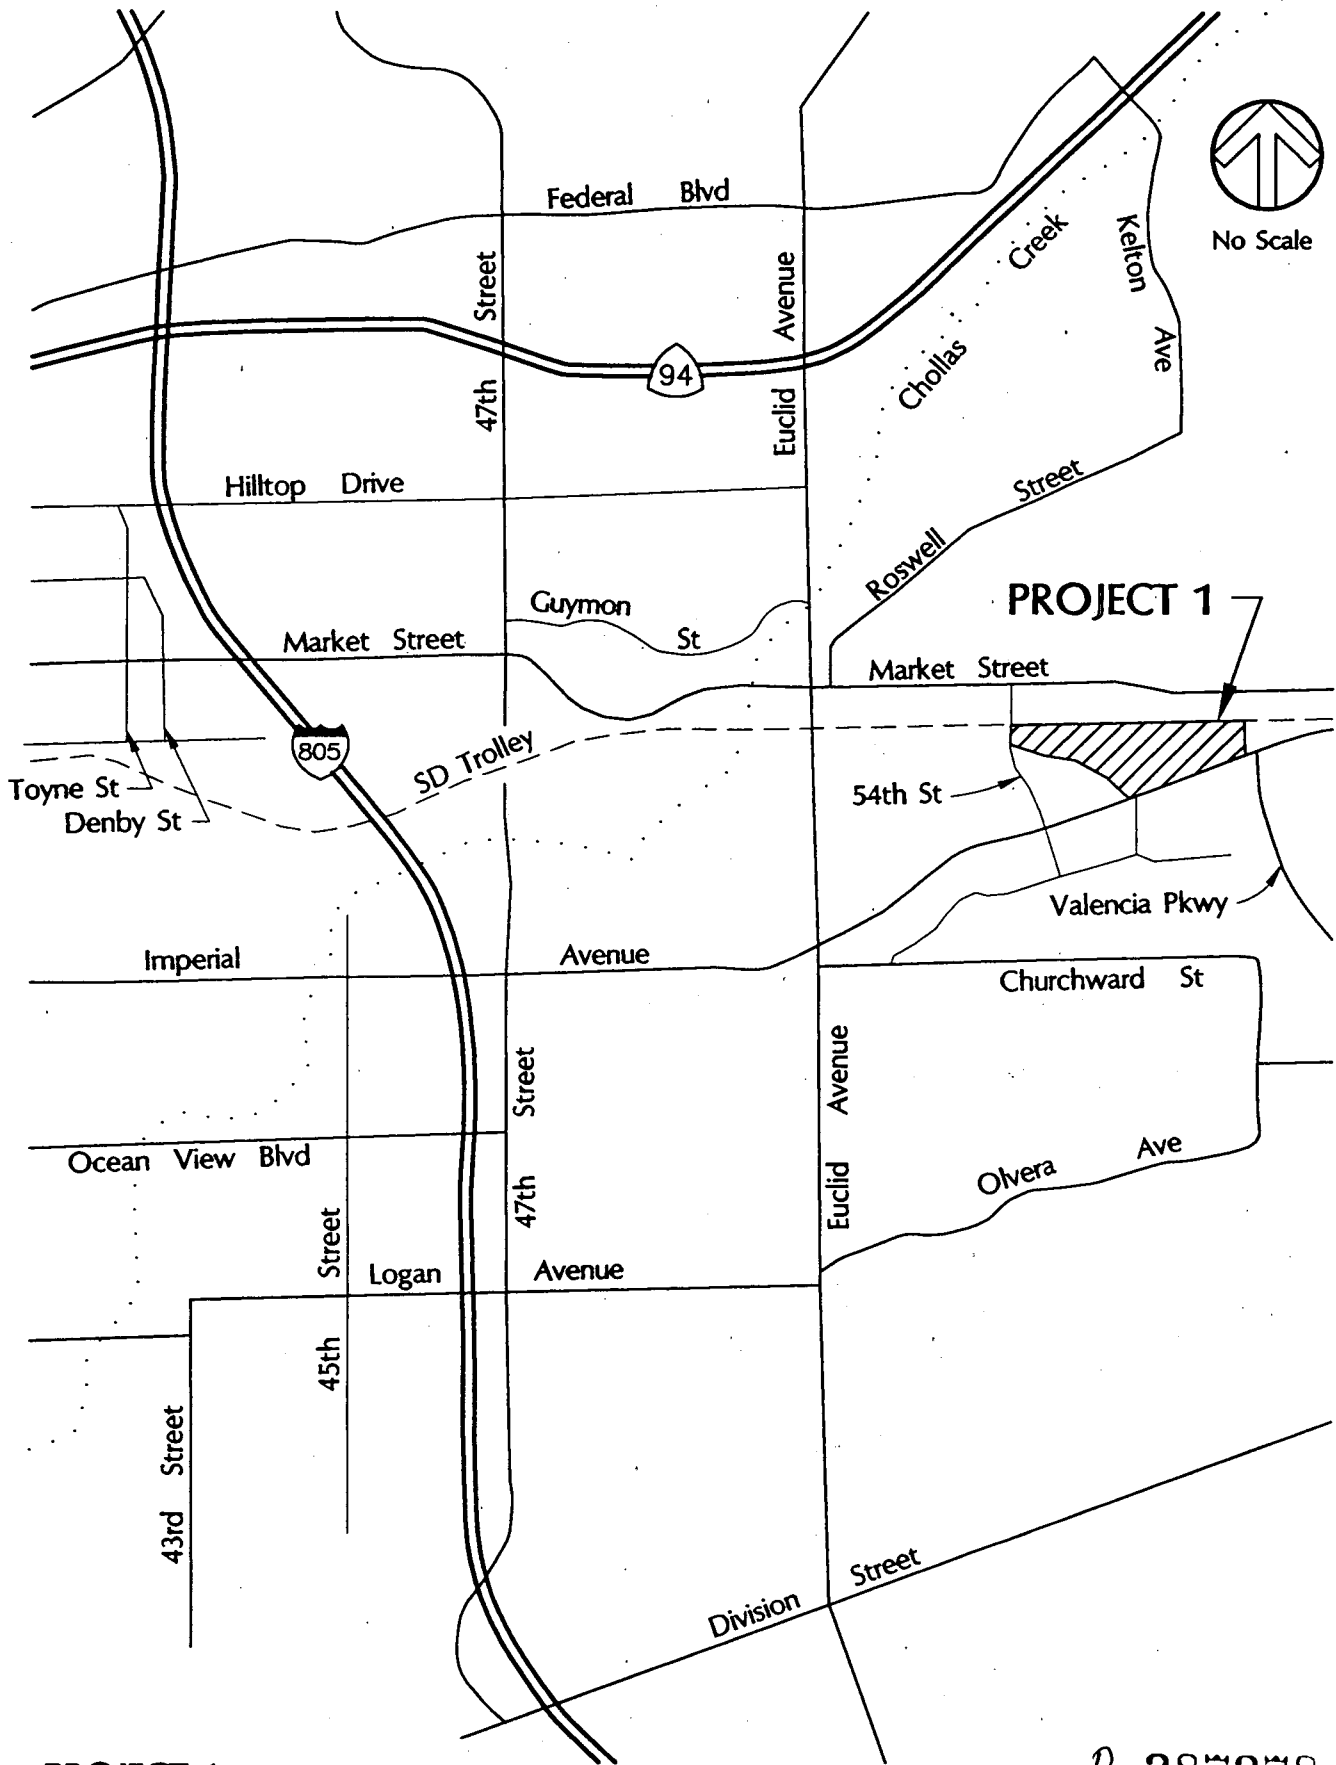 Federal Blvd
Kelton Ave
No Scale
Chollas Creek
47th Street
Euclid Avenue
94
Hilltop Drive
Roswell Street
Guymon St
PROJECT 1
Market Street
Market Street
805
SD Trolley
Toyne St
Denby St
54th St
Valencia Pkwy
Imperial Avenue
Churchward St
47th Street
Euclid Avenue
Ocean View Blvd
Olvera Ave
45th Street
Logan Avenue
43rd Street
Division Street